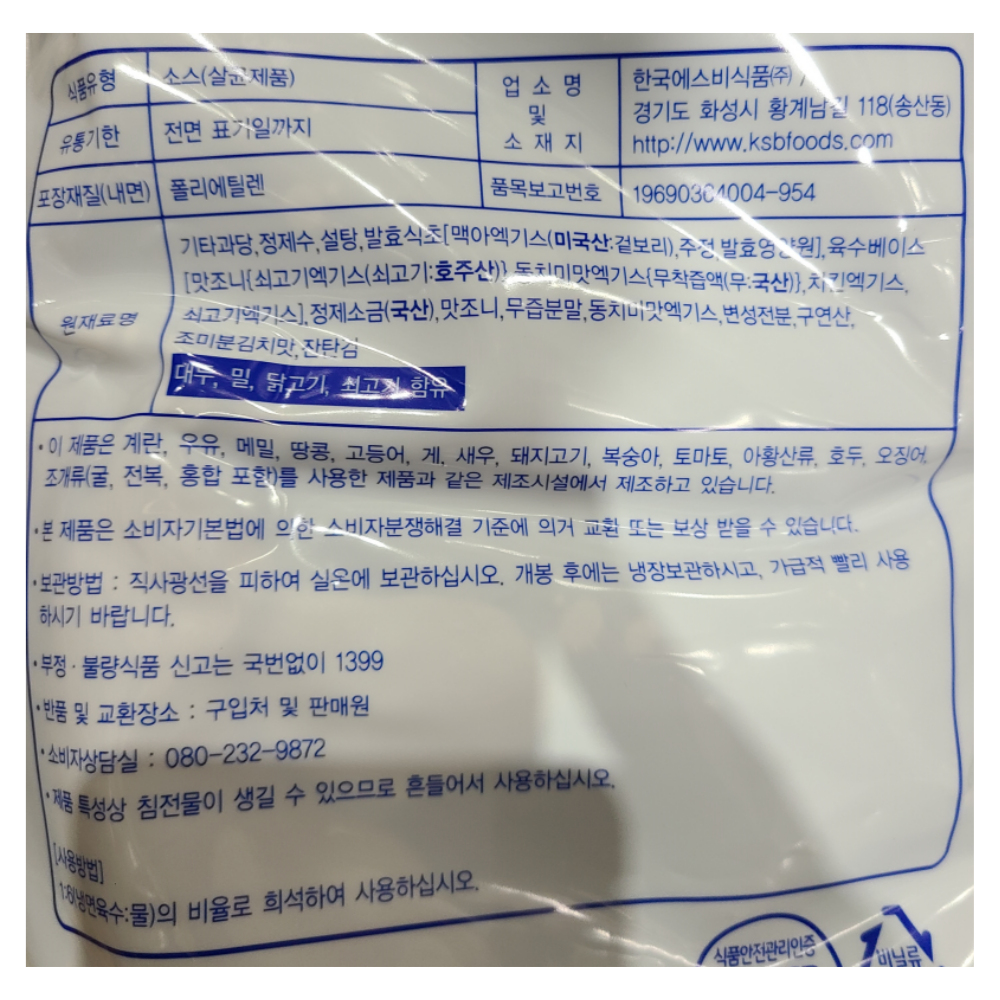 식품유형
소스(살균제품)
업 소 명
및
소 재 지
한국에스비식품(주)
경기도 화성시 황계남길 118(송산동)
http://www.ksbfoods.com
유통기한
전면 표기일까지
포장재질(내면)
폴리에틸렌
품목보고번호
19690364004-954
원재료명
기타과당,정제수,설탕,발효식초[맥아엑기스(미국산:겉보리),주정,발효영양원],육수베이스
[맛조니{쇠고기엑기스(쇠고기:호주산)},동치미맛엑기스{무착즙액(무:국산)},치킨엑기스,
쇠고기엑기스],정제소금(국산),맛조니,무즙분말,동치미맛엑기스,변성전분,구연산,
조미분김치맛,잔탄검
대두, 밀, 닭고기, 쇠고기 함유
•이 제품은 계란, 우유, 메밀, 땅콩, 고등어, 게, 새우, 돼지고기, 복숭아, 토마토, 아황산류, 호두, 오징어,
조개류(굴, 전복, 홍합 포함)를 사용한 제품과 같은 제조시설에서 제조하고 있습니다.
•본 제품은 소비자기본법에 의한 소비자분쟁해결 기준에 의거 교환 또는 보상 받을 수 있습니다.
•보관방법 : 직사광선을 피하여 실온에 보관하십시오. 개봉 후에는 냉장보관하시고, 가급적 빨리 사용
하시기 바랍니다.
•부정·불량식품 신고는 국번없이 1399
•반품 및 교환장소 : 구입처 및 판매원
•소비자상담실 : 080-232-9872
•제품 특성상 침전물이 생길 수 있으므로 흔들어서 사용하십시오.
[사용방법]
1:6(냉면육수:물)의 비율로 희석하여 사용하십시오.
식품안전관리인증
비닐류